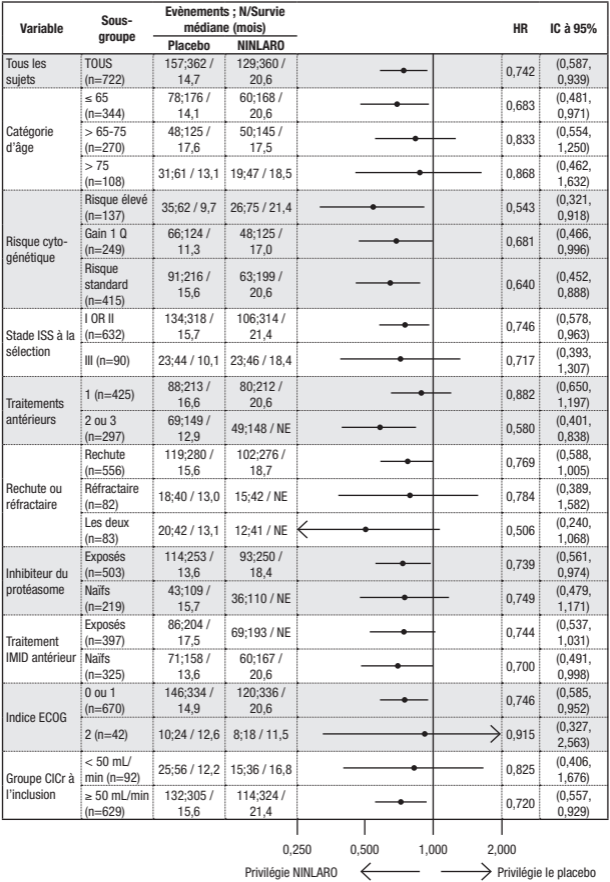 Variable
Sous-groupe
Evènements ; N/Survie médiane (mois)
Placebo
NINLARO
HR
IC à 95%
Tous les sujets
TOUS (n=722) 157;362 / 14,7 129;360 / 20,6 0,742 (0,587, 0,939)
Catégorie d'âge
≤ 65 (n=344) 78;176 / 14,1 60;168 / 20,6 0,683 (0,481, 0,971)
> 65-75 (n=270) 48;125 / 17,6 50;145 / 17,5 0,833 (0,554, 1,250)
> 75 (n=108) 31;61 / 13,1 19;47 / 18,5 0,868 (0,462, 1,632)
Risque cyto-génétique
Risque élevé (n=137) 35;62 / 9,7 26;75 / 21,4 0,543 (0,321, 0,918)
Gain 1 Q (n=249) 66;124 / 11,3 48;125 / 17,0 0,681 (0,466, 0,996)
Risque standard (n=415) 91;216 / 15,6 63;199 / 20,6 0,640 (0,452, 0,888)
Stade ISS à la sélection
I OR II (n=632) 134;318 / 15,7 106;314 / 21,4 0,746 (0,578, 0,963)
III (n=90) 23;44 / 10,1 23;46 / 18,4 0,717 (0,393, 1,307)
Traitements antérieurs
1 (n=425) 88;213 / 16,6 80;212 / 20,6 0,882 (0,650, 1,197)
2 ou 3 (n=297) 69;149 / 12,9 49;148 / NE 0,580 (0,401, 0,838)
Rechute ou réfractaire
Rechute (n=556) 119;280 / 15,6 102;276 / 18,7 0,769 (0,588, 1,005)
Réfractaire (n=82) 18;40 / 13,0 15;42 / NE 0,784 (0,389, 1,582)
Les deux (n=83) 20;42 / 13,1 12;41 / NE 0,506 (0,240, 1,068)
Inhibiteur du protéasome
Exposés (n=503) 114;253 / 13,6 93;250 / 18,4 0,739 (0,561, 0,974)
Naïfs (n=219) 43;109 / 15,7 36;110 / NE 0,749 (0,479, 1,171)
Traitement IMID antérieur
Exposés (n=397) 86;204 / 17,5 69;193 / NE 0,744 (0,537, 1,031)
Naïfs (n=325) 71;158 / 13,6 60;167 / 20,6 0,700 (0,491, 0,998)
Indice ECOG
0 ou 1 (n=670) 146;334 / 14,9 120;336 / 20,6 0,746 (0,585, 0,952)
2 (n=42) 10;24 / 12,6 8;18 / 11,5 0,915 (0,327, 2,563)
Groupe ClCr à l'inclusion
< 50 mL/min (n=92) 25;56 / 12,2 15;36 / 16,8 0,825 (0,406, 1,676)
≥ 50 mL/min (n=629) 132;305 / 15,6 114;324 / 21,4 0,720 (0,557, 0,929)
0,250 0,500 1,000 2,000
Privilégie NINLARO Privilégie le placebo